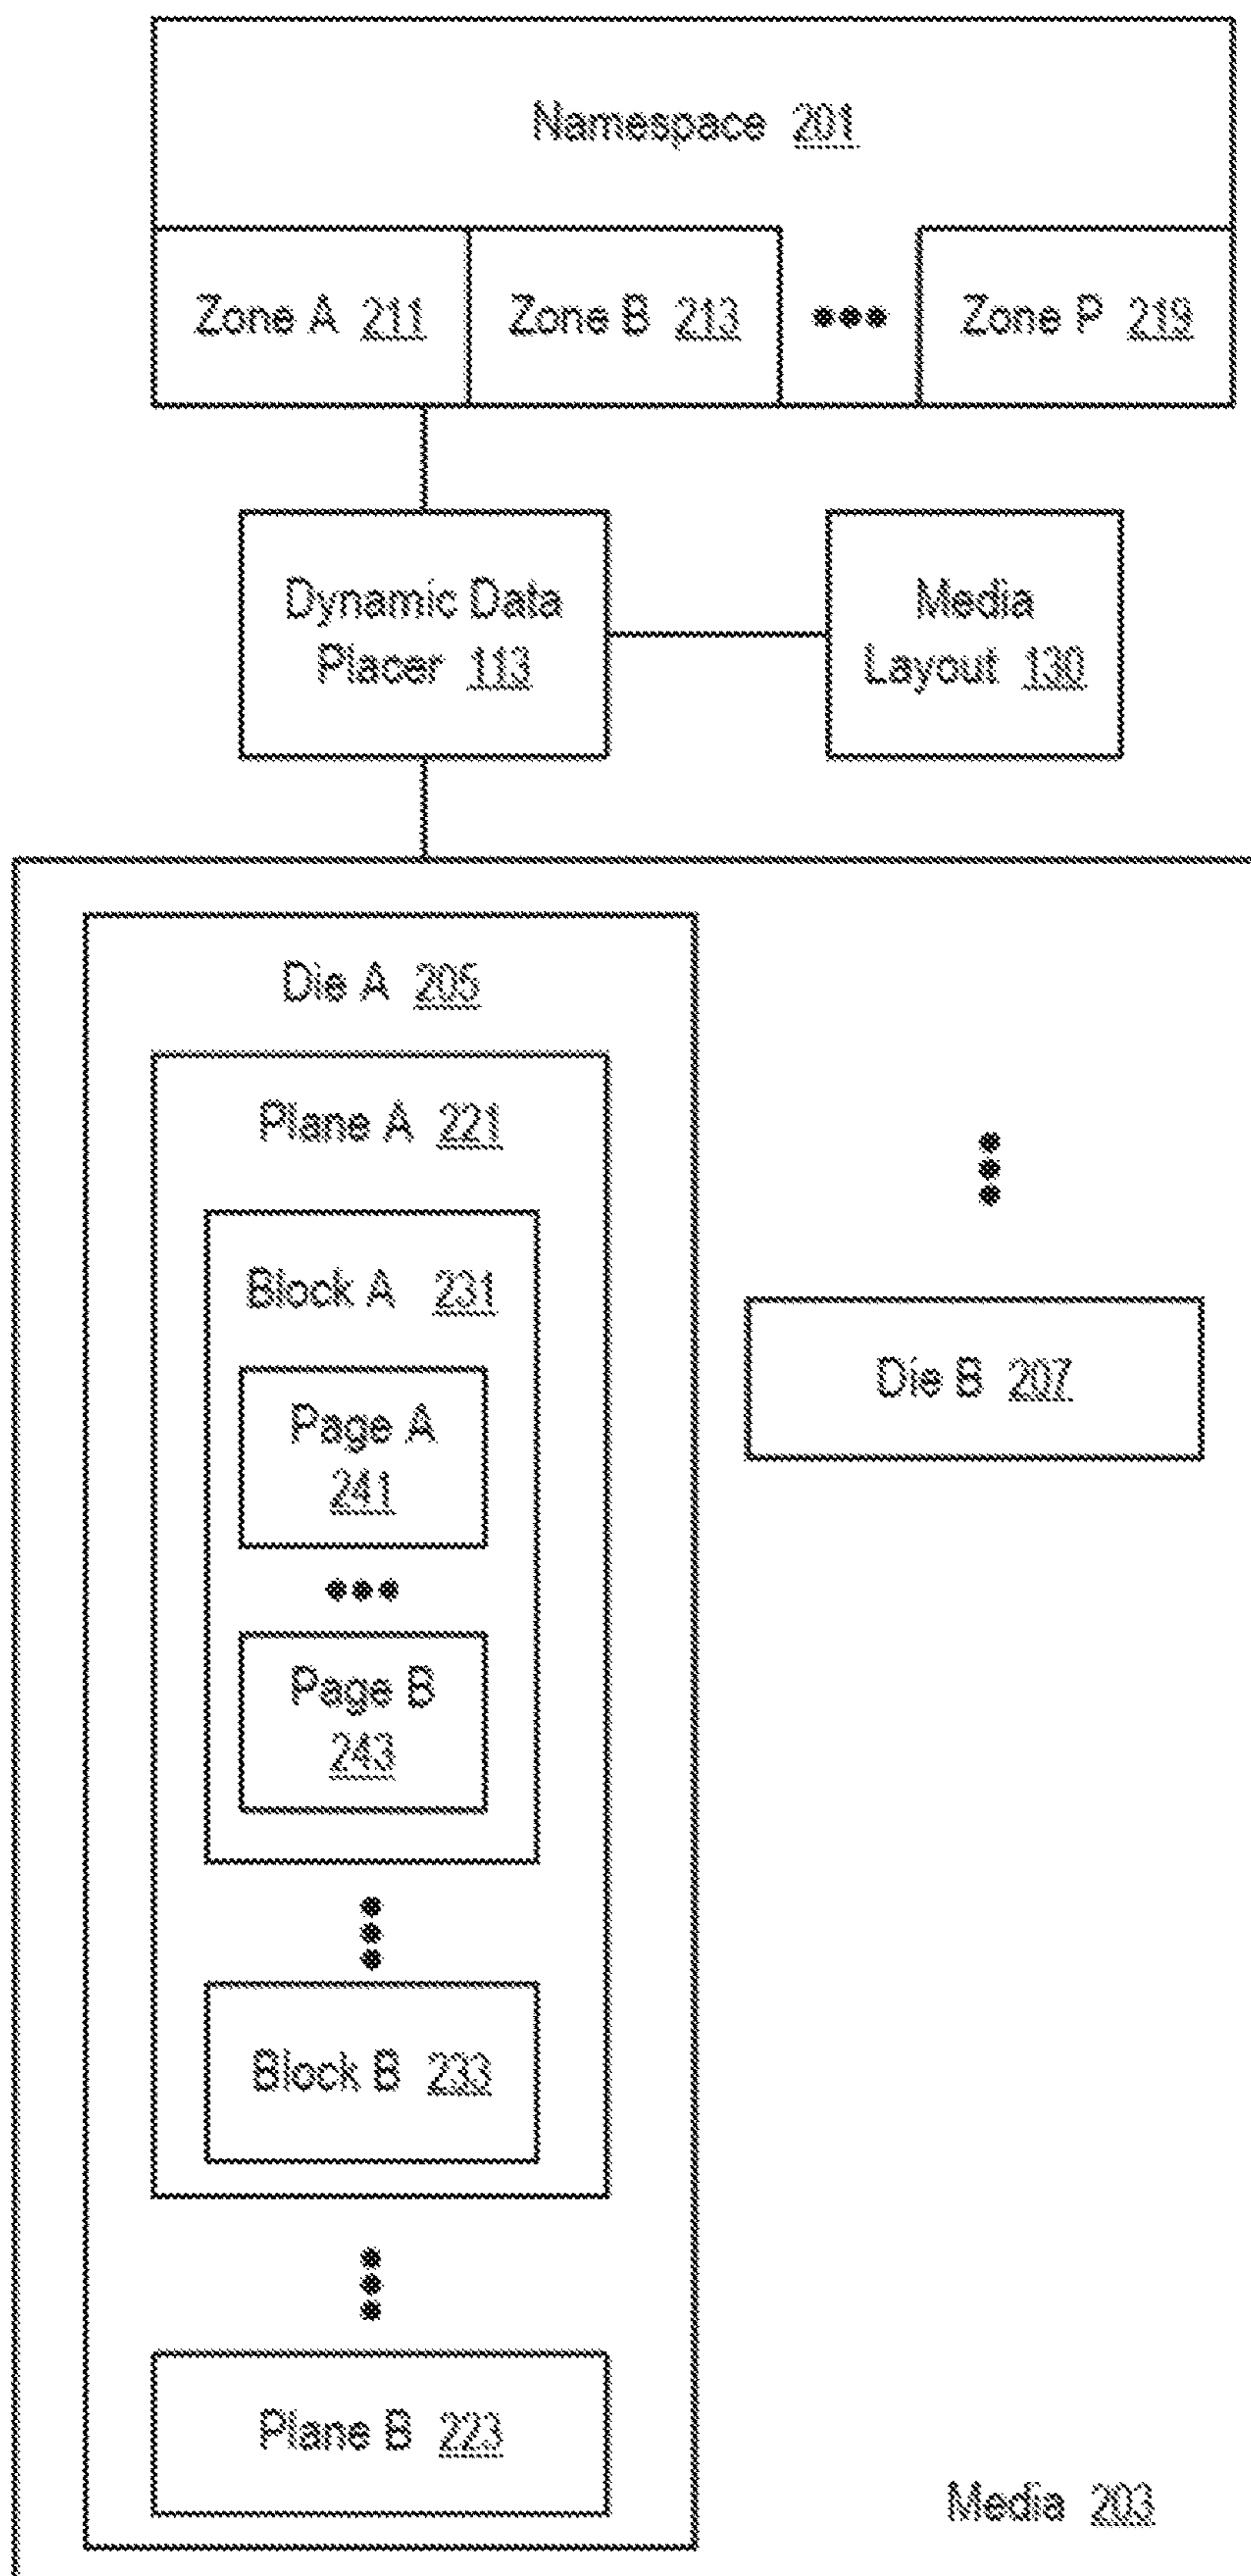 Namespace 201
Zone A 211 Zone B 213 ••• Zone P 219
Dynamic Data
Placer 113
Media
Layout 130
Die A 205
Plane A 221
Block A 231
Page A
241
•••
Page B
243
Block B 233
Plane B 223
Die B 207
Media 203